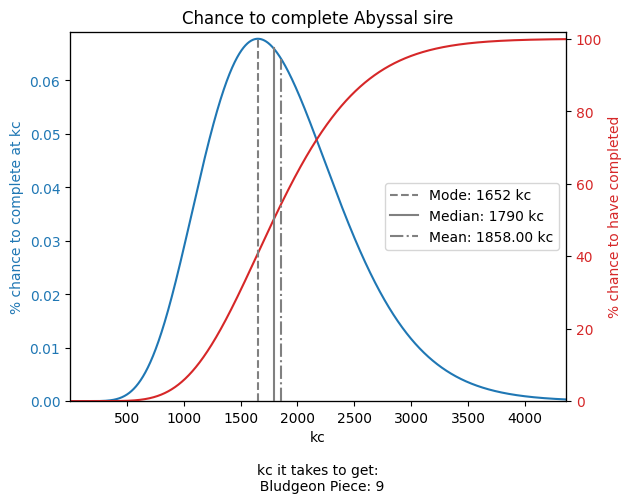 Chance to complete Abyssal sire
% chance to complete at kc
0.00
0.01
0.02
0.03
0.04
0.05
0.06
Mode: 1652 kc
Median: 1790 kc
Mean: 1858.00 kc
% chance to have completed
0
20
40
60
80
100
500 1000 1500 2000 2500 3000 3500 4000
kc
kc it takes to get:
Bludgeon Piece: 9